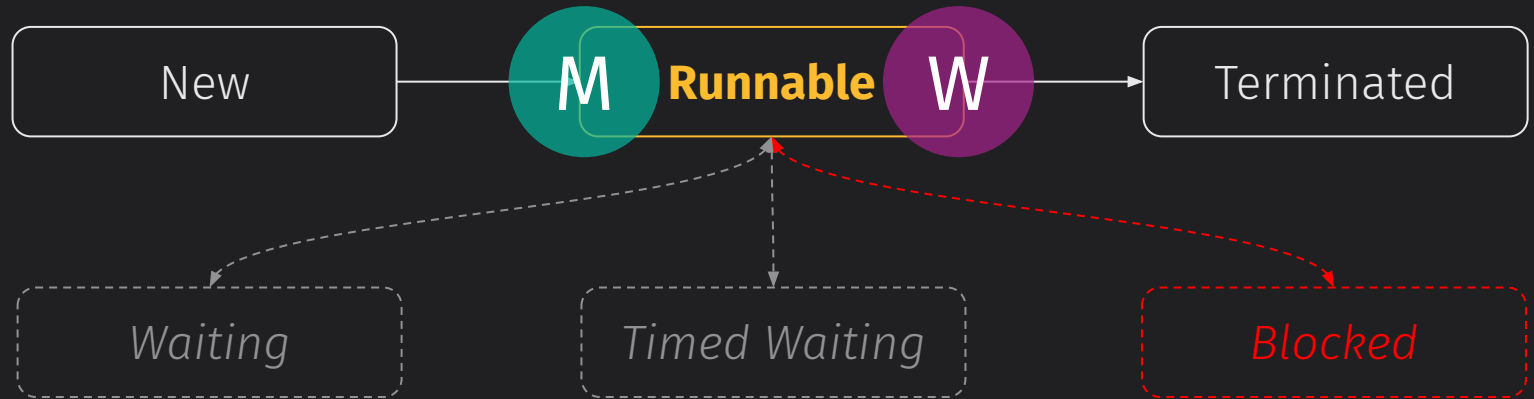 New
M
Runnable
W
Terminated
Waiting
Timed Waiting
Blocked